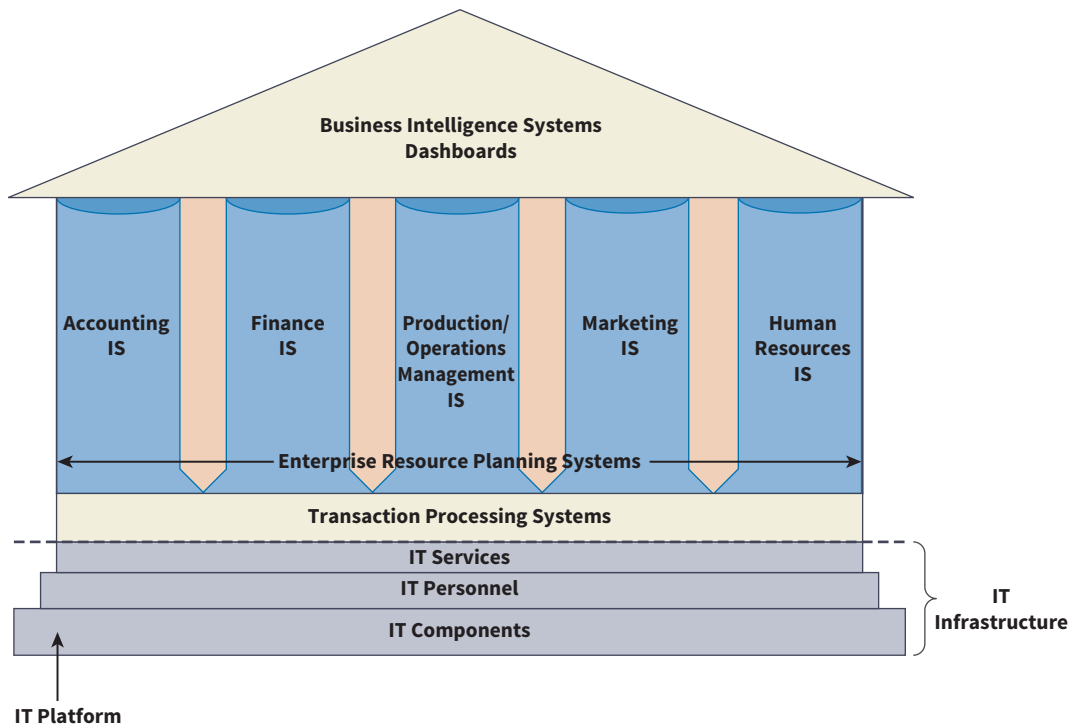 Business Intelligence Systems
Dashboards
Accounting
IS
Finance
IS
Production/
Operations
Management
IS
Marketing
IS
Human
Resources
IS
Enterprise Resource Planning Systems
Transaction Processing Systems
IT Services
IT Personnel
IT Components
IT
Infrastructure
IT Platform